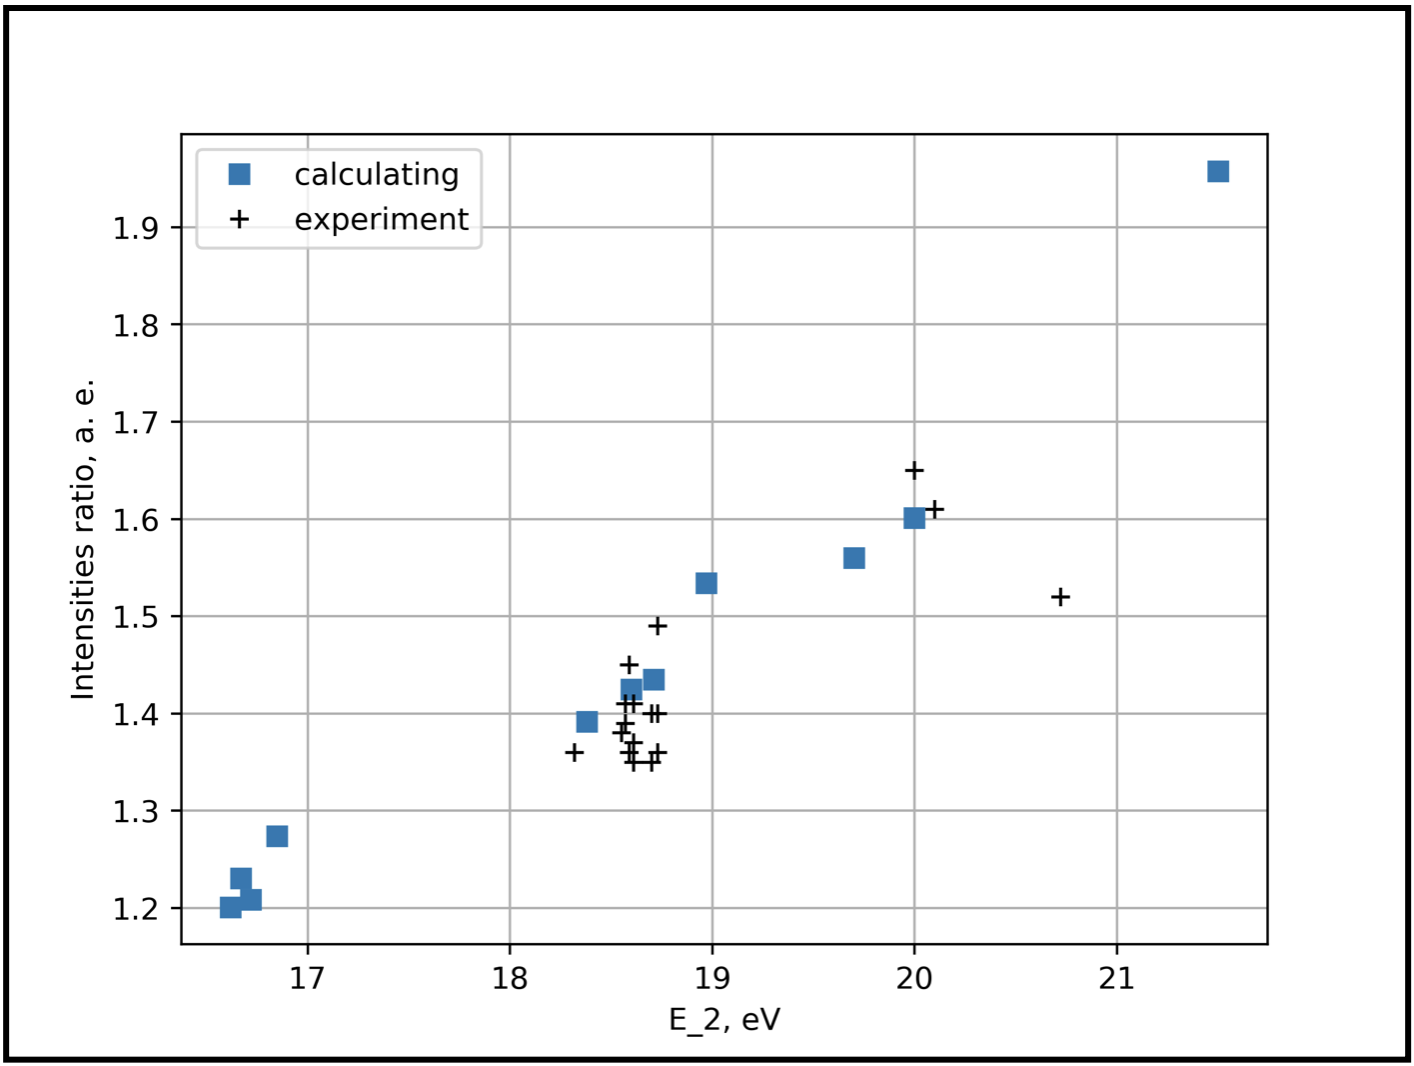 calculating
experiment
1.9
1.8
1.7
1.6
1.5
1.4
1.3
1.2
Intensities ratio, a. e.
17 18 19 20 21
E_2, eV